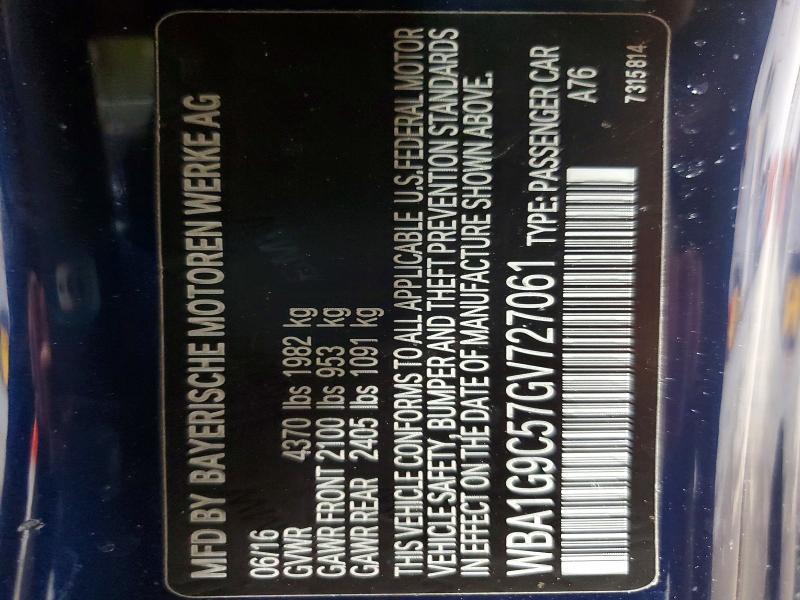 MFD BY BAYERISCHE MOTOREN WERKE AG
06/16
GVWR 4370 lbs 1982 kg
GAWR FRONT 2100 lbs 953 kg
GAWR REAR 2405 lbs 1091 kg
THIS VEHICLE CONFORMS TO ALL APPLICABLE U.S.FEDERAL MOTOR
VEHICLE SAFETY, BUMPER AND THEFT PREVENTION STANDARDS
IN EFFECT ON THE DATE OF MANUFACTURE SHOWN ABOVE.
WBA1G9C57GV727061 TYPE: PASSENGER CAR
A76
7315814